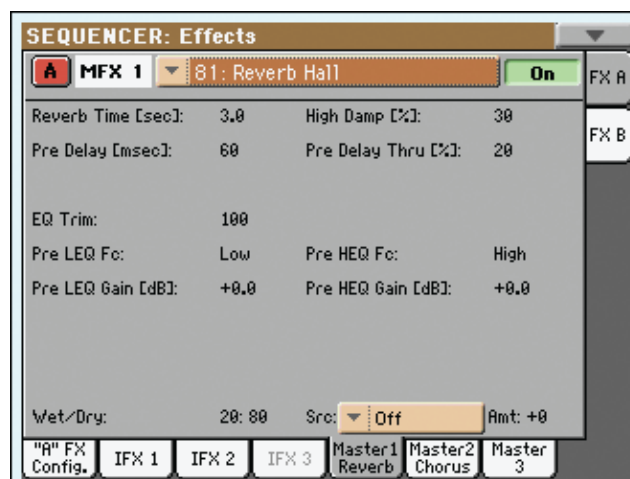 SEQUENCER: Effects
A MFX 1 81: Reverb Hall On
FX A
FX B
Reverb Time [sec]: 3.0 High Damp [%]: 30
Pre Delay [msec]: 60 Pre Delay Thru [%]: 20
EQ Trim: 100
Pre LEQ Fc: Low Pre HEQ Fc: High
Pre LEQ Gain [dB]: +0.0 Pre HEQ Gain [dB]: +0.0
Wet/Dry: 20: 80 Src: Off Amt: +0
"A" FX Config. IFX 1 IFX 2 IFX 3 Master1 Reverb Master2 Chorus Master 3